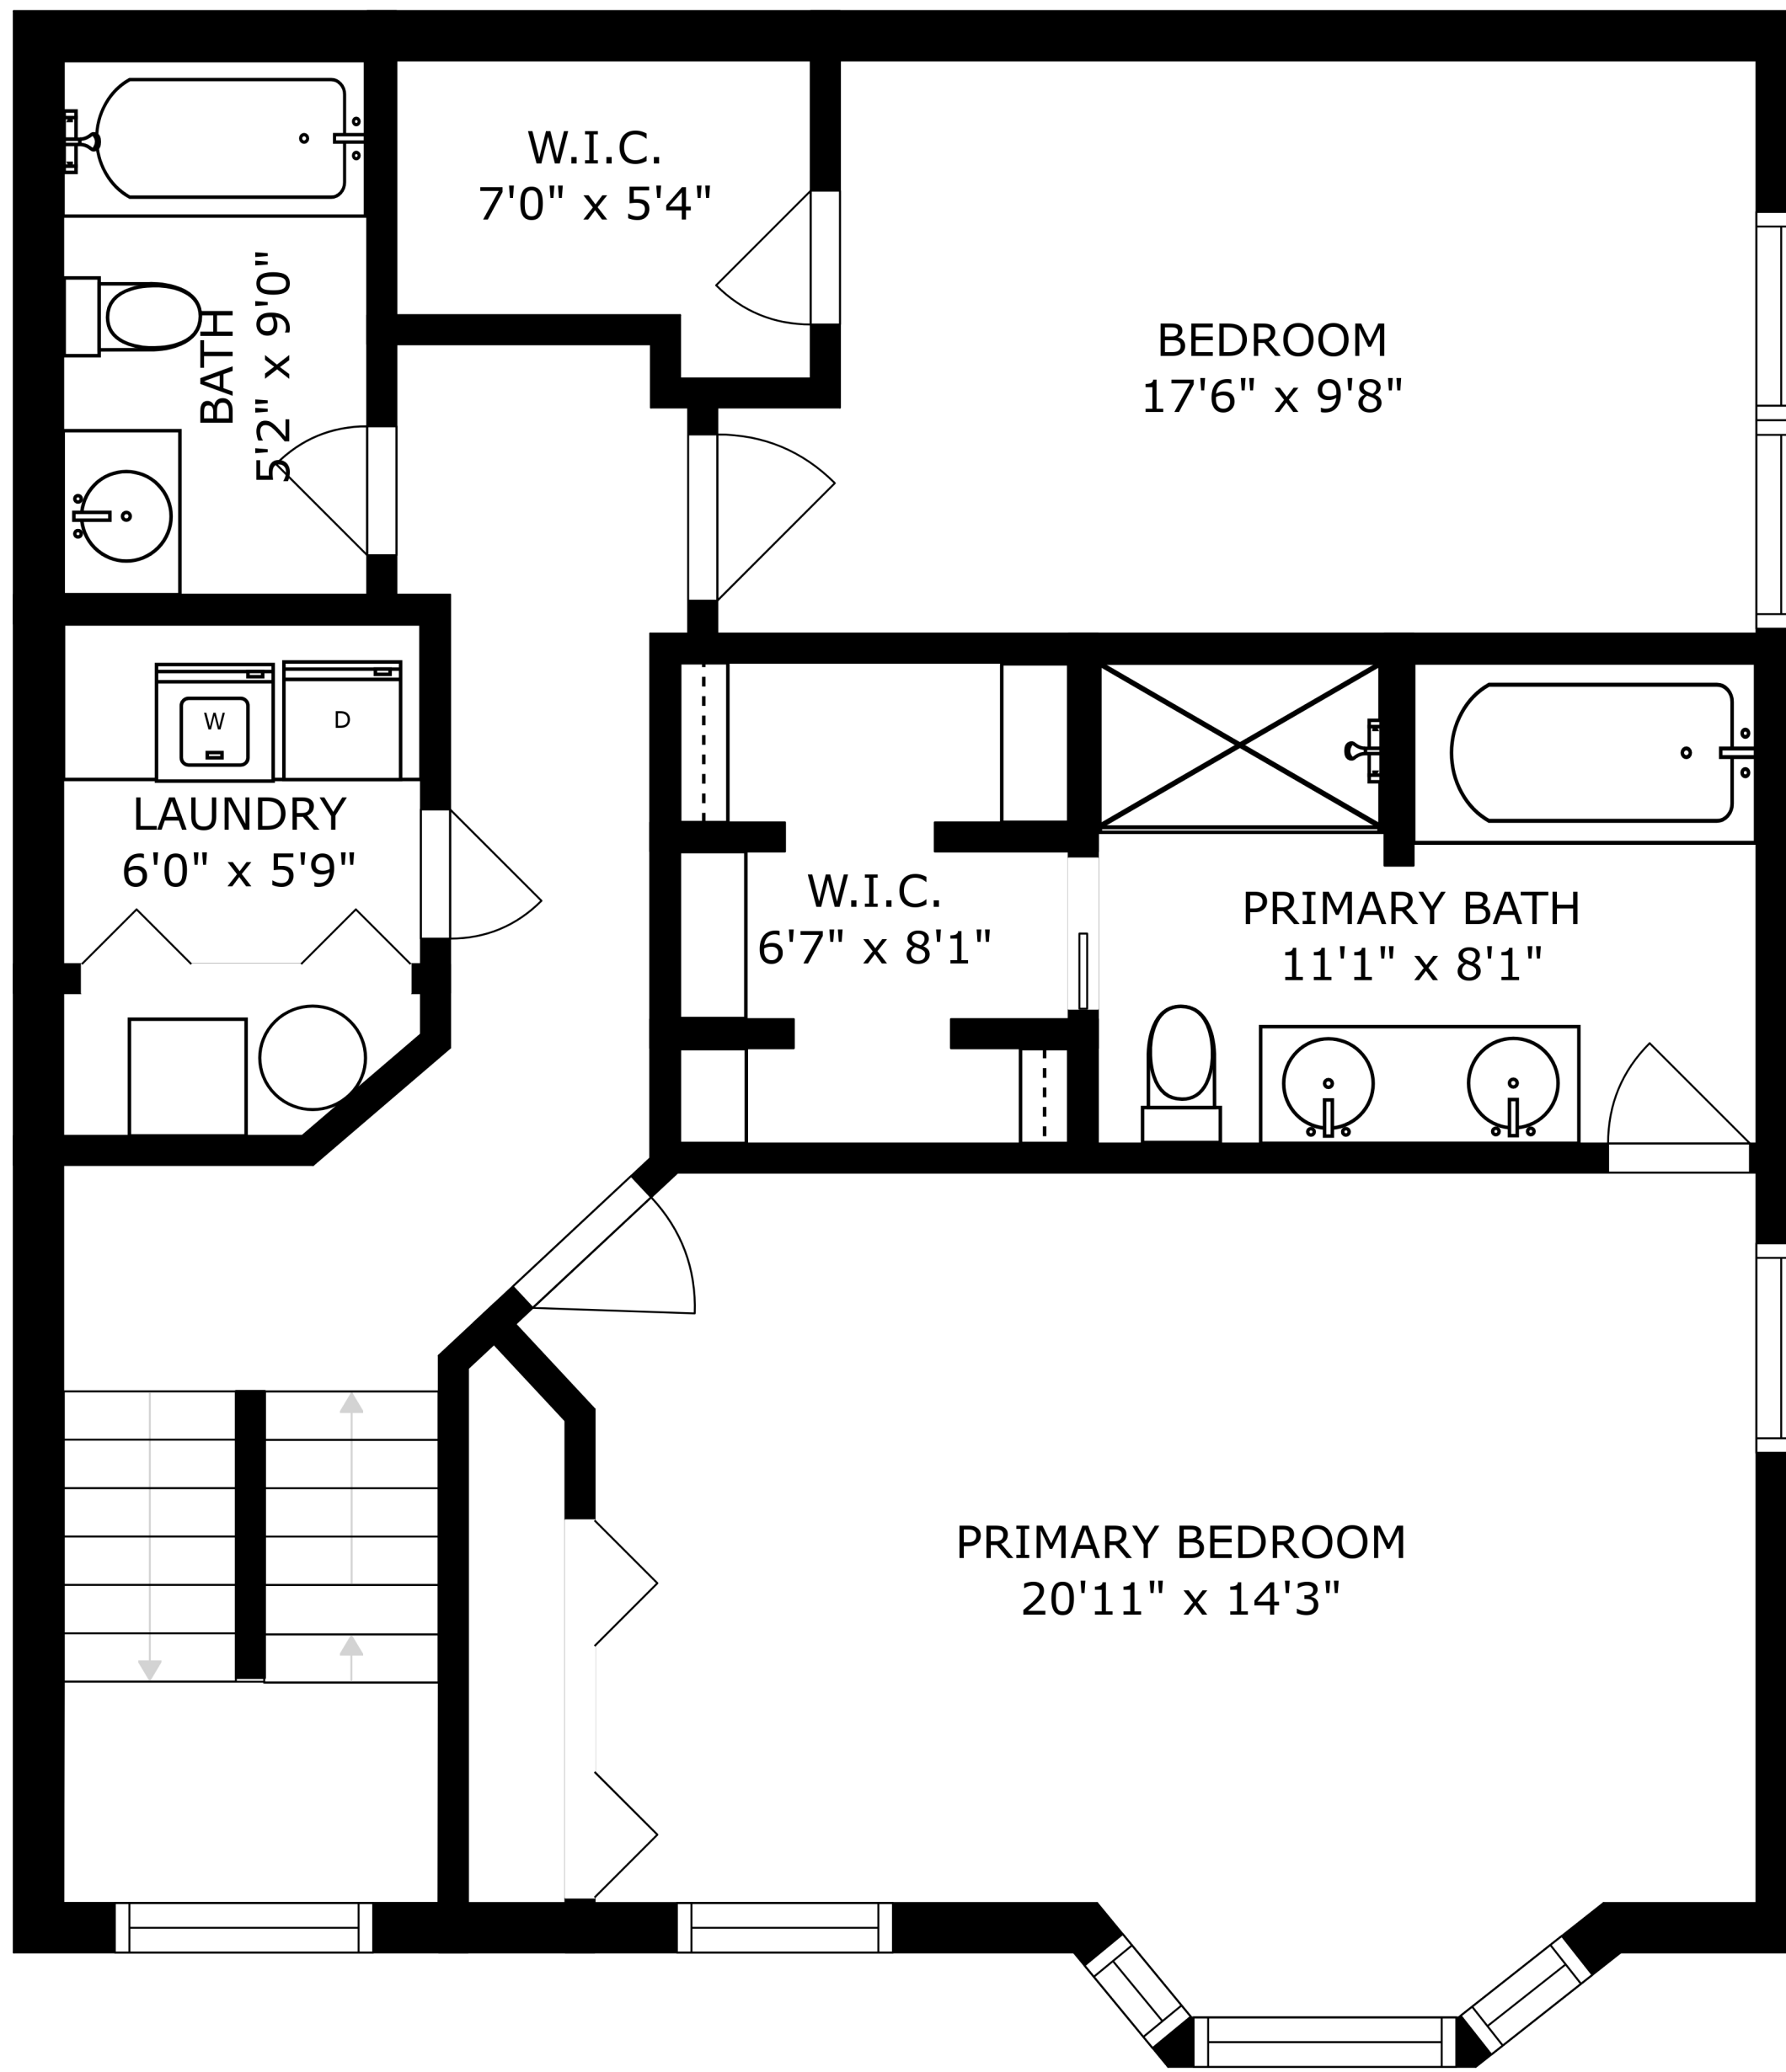 W.I.C.
7'0" x 5'4"
BATH
5'2" x 9'0"
BEDROOM
17'6" x 9'8"
W
D
LAUNDRY
6'0" x 5'9"
W.I.C.
6'7" x 8'1"
PRIMARY BATH
11'1" x 8'1"
PRIMARY BEDROOM
20'11" x 14'3"